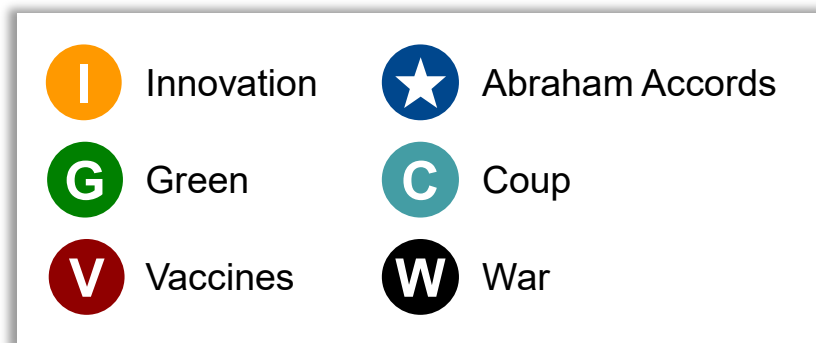 I Innovation
Abraham Accords
G Green
C Coup
V Vaccines
W War